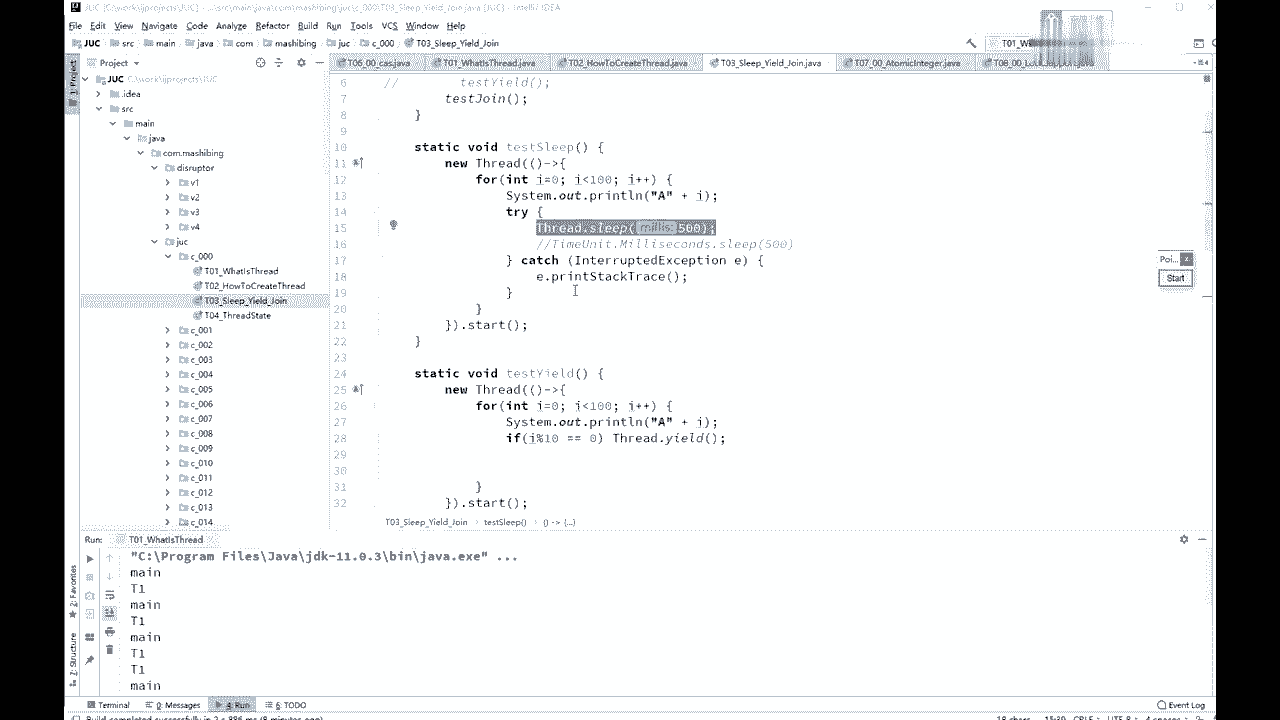 JUC [C:\work\ijprojects\JUC] - ...\src\main\java\com\mashibing\juc\c_000\T03_Sleep_Yield_Join.java [JUC] - IntelliJ IDEA
File Edit View Navigate Code Analyze Refactor Build Run Tools VCS Window Help
JUC src main java com mashibing juc c_000 T03_Sleep_Yield_Join
Project
T06_00_cas.java T01_WhatIsThread.java T02_HowToCreateThread.java T03_Sleep_Yield_Join.java T07_00_AtomicInteger.java
1: Project
JUC C:\work\ijprojects\JUC
.idea
src
main
java
com.mashibing
disruptor
v1
v2
v3
v4
juc
c_000
T01_WhatIsThread
T02_HowToCreateThread
T03_Sleep_Yield_Join
T04_ThreadState
c_001
c_002
c_003
c_004
c_005
c_006
c_007
c_008
c_009
c_010
c_011
c_012
c_013
c_014
6 // testYield();
7 testJoin();
8 }
9
10 static void testSleep() {
11 new Thread(()->{
12 for(int i=0; i<100; i++) {
13 System.out.println("A" + i);
14 try {
15 Thread.sleep( millis: 500);
16 //TimeUnit.Milliseconds.sleep(500)
17 } catch (InterruptedException e) {
18 e.printStackTrace();
19 }
20 }
21 }).start();
22 }
23
24 static void testYield() {
25 new Thread(()->{
26 for(int i=0; i<100; i++) {
27 System.out.println("A" + i);
28 if(i%10 == 0) Thread.yield();
29
30
31 }
32 }).start();
T03_Sleep_Yield_Join testSleep() () -> {...}
Poi...
Start
Run: T01_WhatIsThread
"C:\Program Files\Java\jdk-11.0.3\bin\java.exe" ...
main
T1
main
T1
main
T1
T1
main
2: Favorites
7: Structure
Terminal 0: Messages 4: Run 6: TODO
Event Log